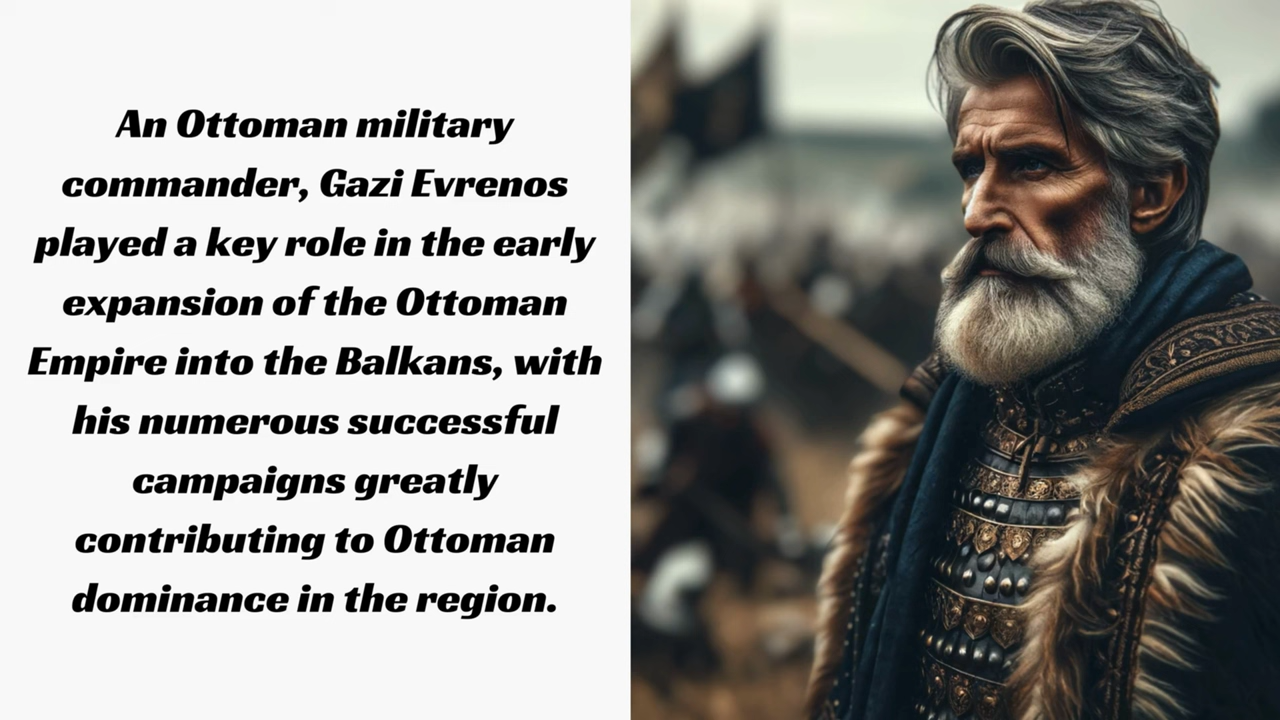 An Ottoman military
commander, Gazi Evrenos
played a key role in the early
expansion of the Ottoman
Empire into the Balkans, with
his numerous successful
campaigns greatly
contributing to Ottoman
dominance in the region.